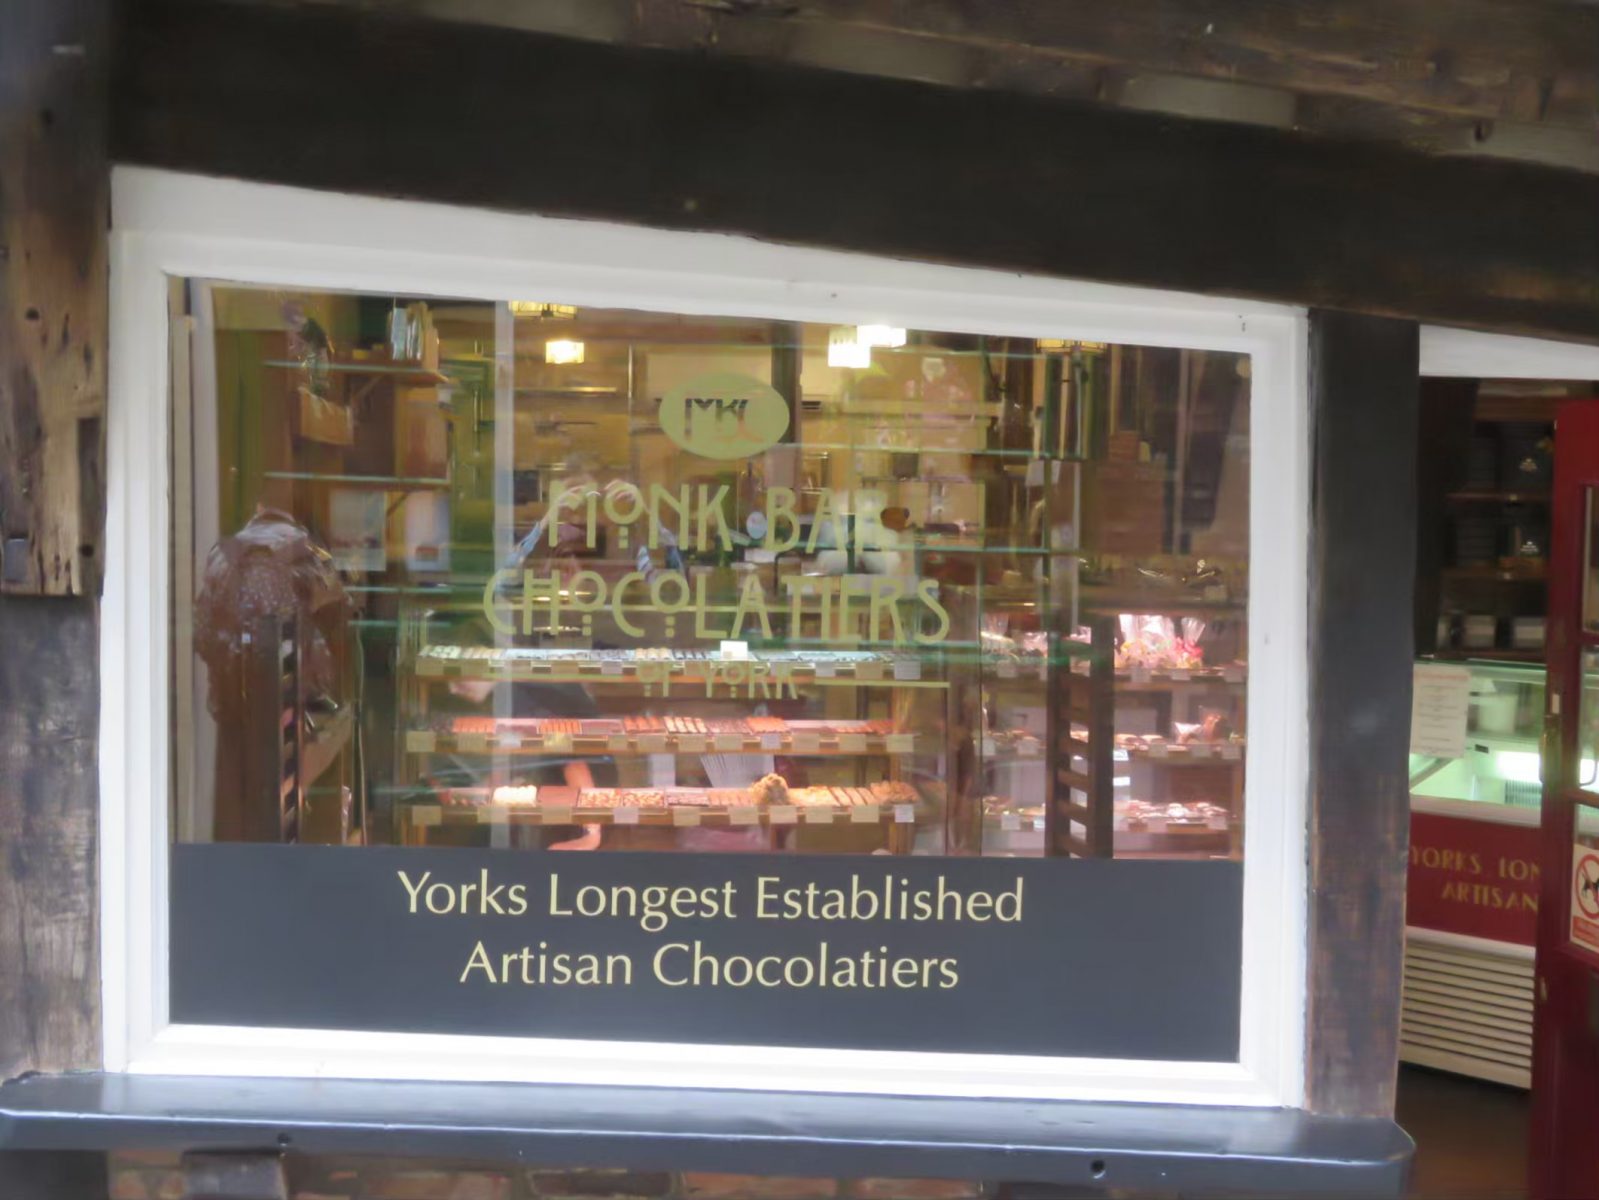 MBC
MONK BAR
CHOCOLATIERS
OF YORK
Yorks Longest Established
Artisan Chocolatiers
YORKS LON
ARTISAN